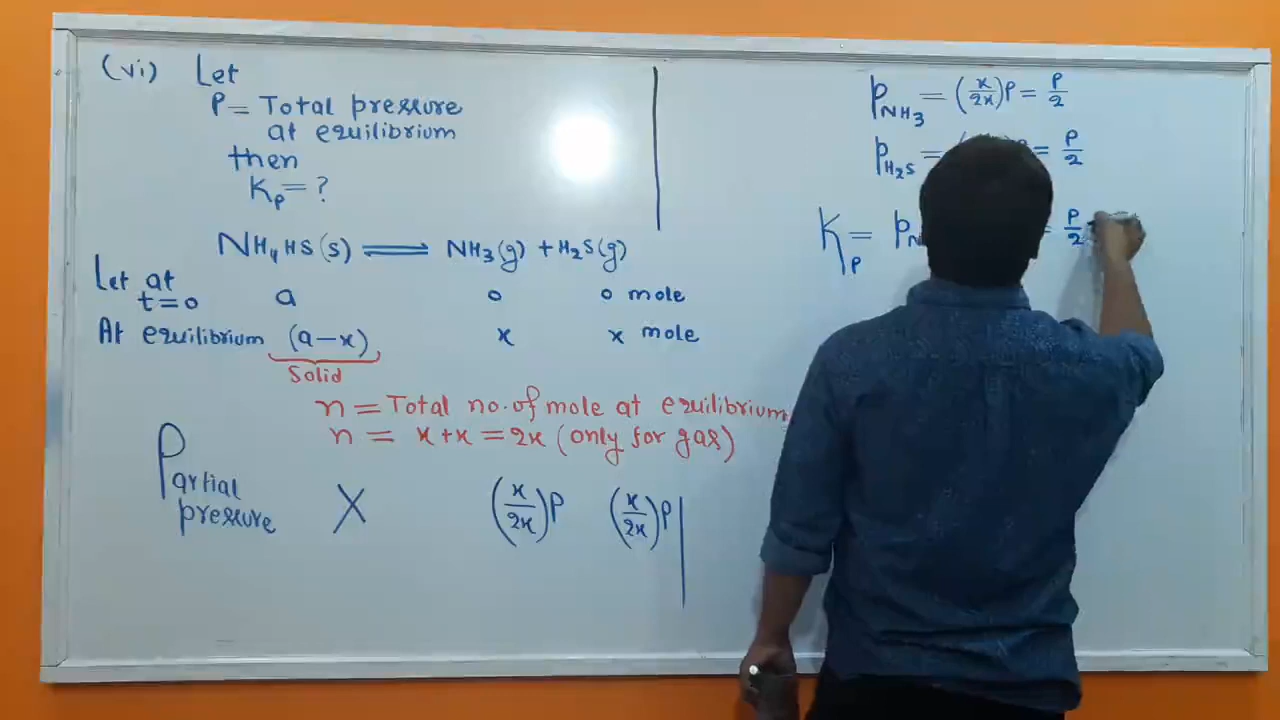 (vi) Let
P = Total pressure
at equilibrium
then
Kp = ?
NH4HS(s) ⇌ NH3(g) + H2S(g)
Let at
t=0 a 0 0 mole
At equilibrium (a-x) x x mole
Solid
n = Total no. of mole at equilibrium
n = x+x = 2x (only for gas)
Partial
pressure X (x/2x)P (x/2x)P
pNH3 = (x/2x)P = P/2
pH2S = = P/2
Kp = = P/2